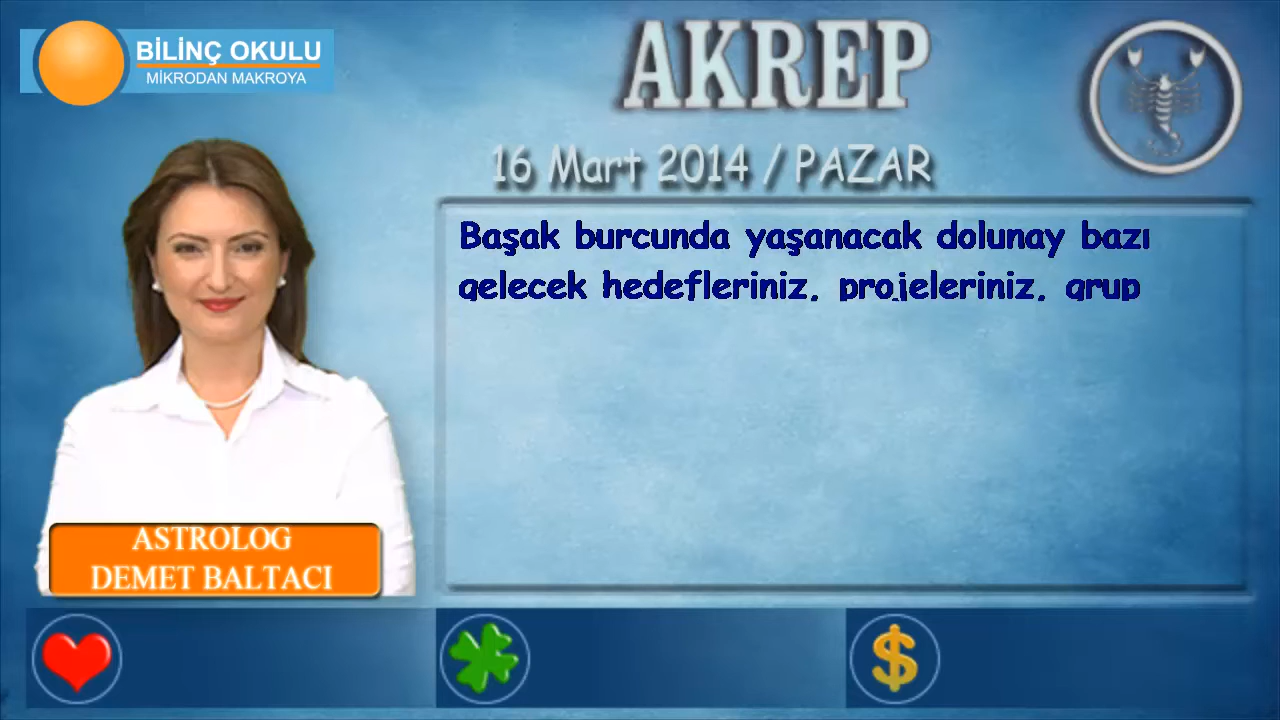 BİLİNÇ OKULU
MİKRODAN MAKROYA
AKREP
16 Mart 2014 / PAZAR
Başak burcunda yaşanacak dolunay bazı
gelecek hedefleriniz, projeleriniz, grup
ASTROLOG
DEMET BALTACI